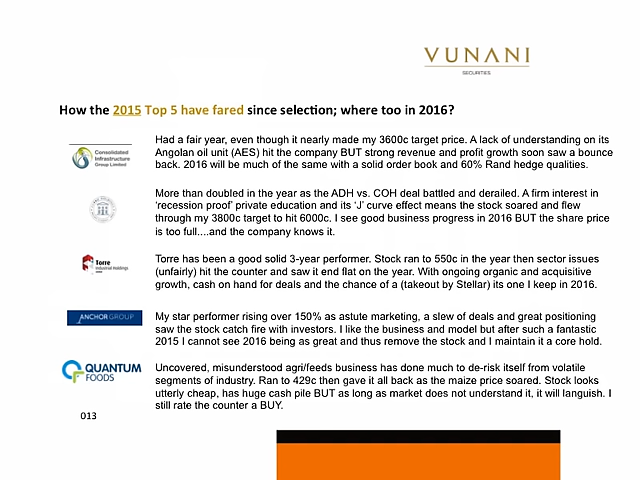 VUNANI
SECURITIES
How the 2015 Top 5 have fared since selection; where too in 2016?
Consolidated
Infrastructure
Group Limited
Had a fair year, even though it nearly made my 3600c target price. A lack of understanding on its
Angolan oil unit (AES) hit the company BUT strong revenue and profit growth soon saw a bounce
back. 2016 will be much of the same with a solid order book and 60% Rand hedge qualities.
More than doubled in the year as the ADH vs. COH deal battled and derailed. A firm interest in
‘recession proof’ private education and its ‘J’ curve effect means the stock soared and flew
through my 3800c target to hit 6000c. I see good business progress in 2016 BUT the share price
is too full....and the company knows it.
Torre
Industrial Holdings
Torre has been a good solid 3-year performer. Stock ran to 550c in the year then sector issues
(unfairly) hit the counter and saw it end flat on the year. With ongoing organic and acquisitive
growth, cash on hand for deals and the chance of a (takeout by Stellar) its one I keep in 2016.
ANCHORGROUP
My star performer rising over 150% as astute marketing, a slew of deals and great positioning
saw the stock catch fire with investors. I like the business and model but after such a fantastic
2015 I cannot see 2016 being as great and thus remove the stock and I maintain it a core hold.
QUANTUM
FOODS
Uncovered, misunderstood agri/feeds business has done much to de-risk itself from volatile
segments of industry. Ran to 429c then gave it all back as the maize price soared. Stock looks
utterly cheap, has huge cash pile BUT as long as market does not understand it, it will languish. I
still rate the counter a BUY.
013